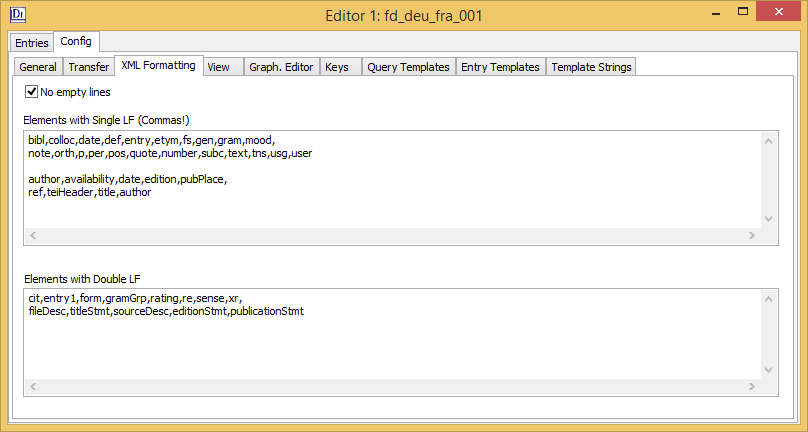 Editor 1: fd_deu_fra_001
Entries Config
General Transfer XML Formatting View Graph. Editor Keys Query Templates Entry Templates Template Strings
No empty lines
Elements with Single LF (Commas!)
bibl,colloc,date,def,entry,etym,fs,gen,gram,mood,
note,orth,p,per,pos,quote,number,subc,text,tns,usg,user
author,availability,date,edition,pubPlace,
ref,teiHeader,title,author
Elements with Double LF
cit,entry1,form,gramGrp,rating,re,sense,xr,
fileDesc,titleStmt,sourceDesc,editionStmt,publicationStmt